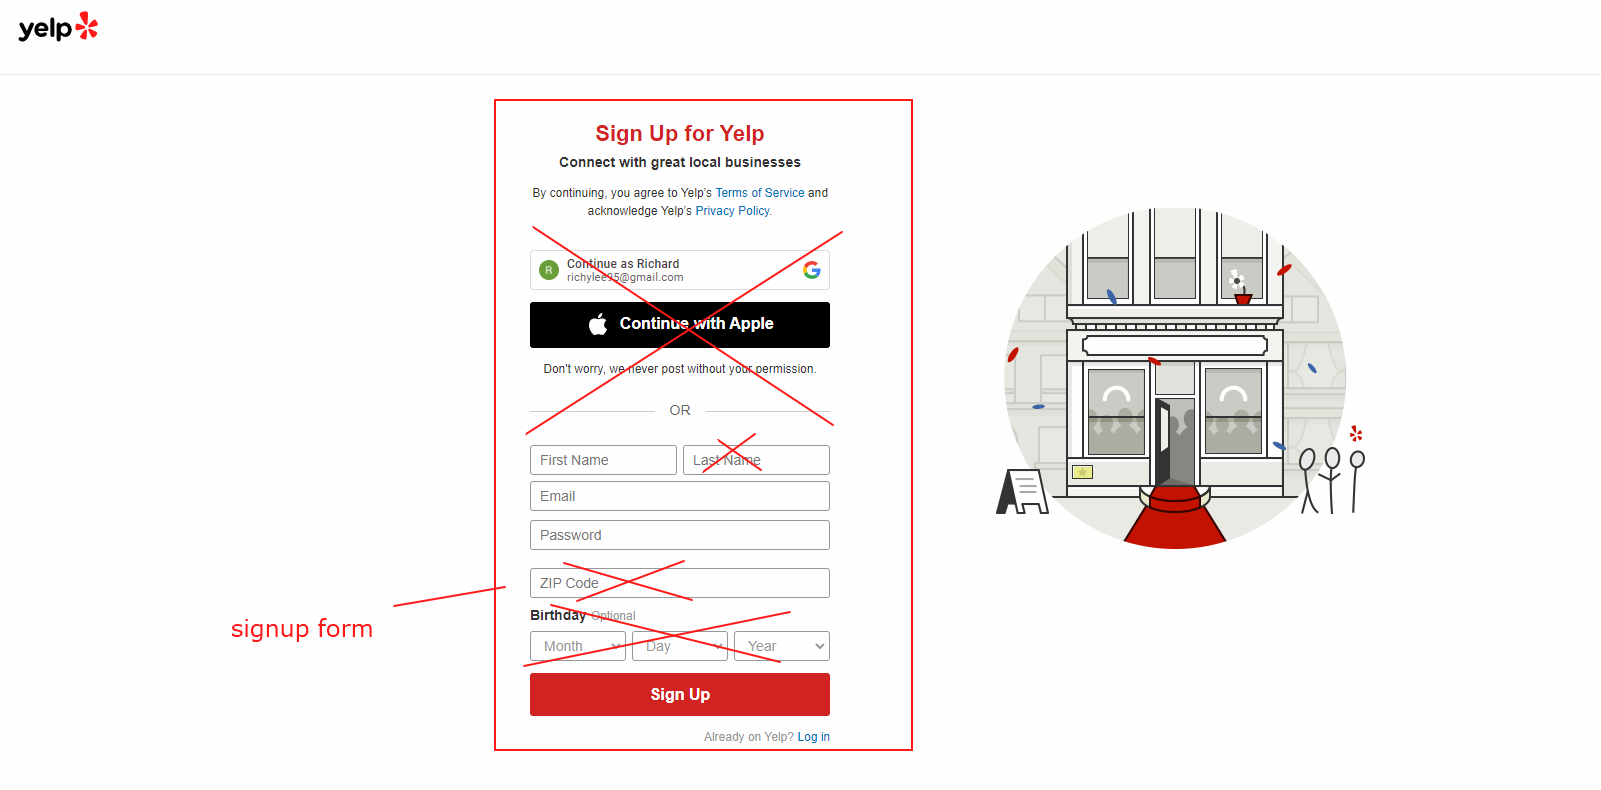 yelp
Sign Up for Yelp
Connect with great local businesses
By continuing, you agree to Yelp's Terms of Service and
acknowledge Yelp's Privacy Policy.
R
Continue as Richard
richylee95@gmail.com
Continue with Apple
Don't worry, we never post without your permission.
OR
First Name Last Name
Email
Password
ZIP Code
signup form
Birthday Optional
Month Day Year
Sign Up
Already on Yelp? Log in